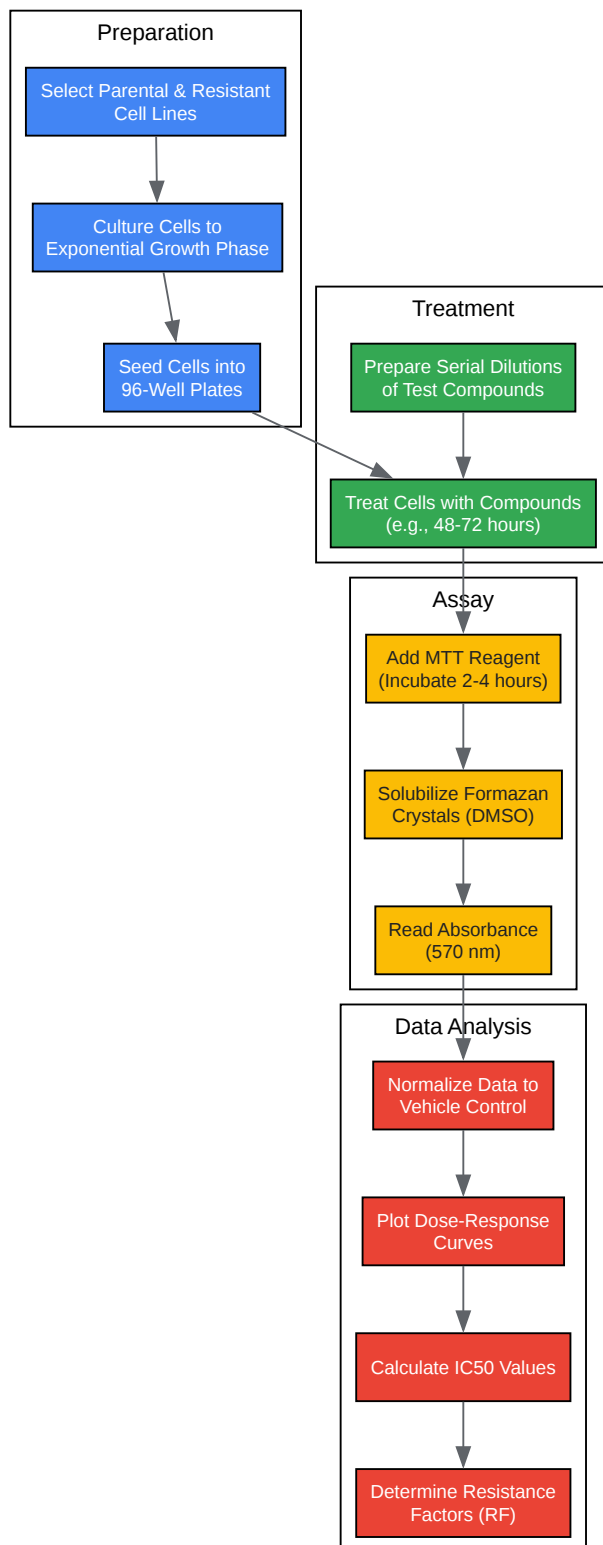 Preparation
Select Parental & Resistant
Cell Lines
Culture Cells to
Exponential Growth Phase
Seed Cells into
96-Well Plates
Treatment
Prepare Serial Dilutions
of Test Compounds
Treat Cells with Compounds
(e.g., 48-72 hours)
Assay
Add MTT Reagent
(Incubate 2-4 hours)
Solubilize Formazan
Crystals (DMSO)
Read Absorbance
(570 nm)
Data Analysis
Normalize Data to
Vehicle Control
Plot Dose-Response
Curves
Calculate IC50 Values
Determine Resistance
Factors (RF)